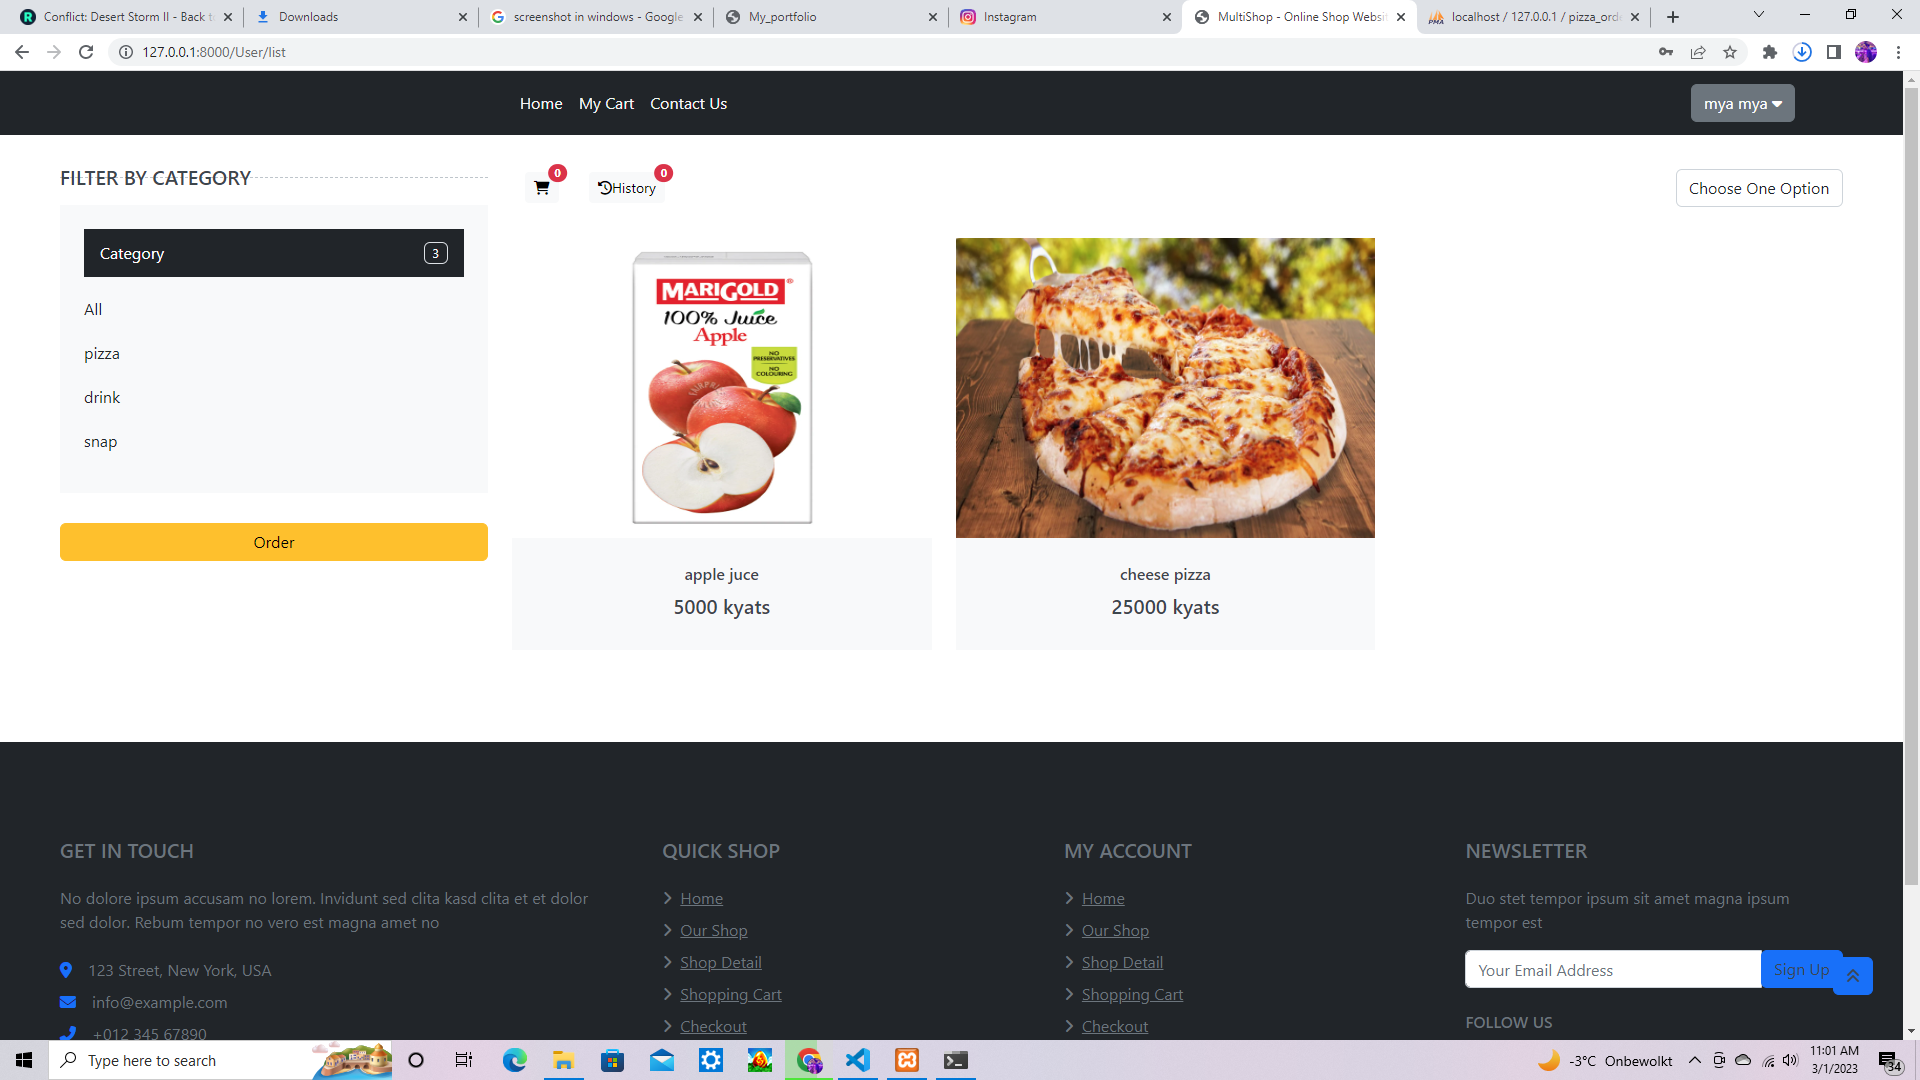 Conflict: Desert Storm II - Back t
Downloads
screenshot in windows - Google
My_portfolio
Instagram
MultiShop - Online Shop Websit
localhost / 127.0.0.1 / pizza_ord
127.0.0.1:8000/User/list
Home My Cart Contact Us
mya mya
FILTER BY CATEGORY
0
History 0
Choose One Option
Category 3
All
pizza
drink
snap
Order
MARIGOLD
100% Juice
Apple
NO PRESERVATIVES
NO COLOURING
apple juce
5000 kyats
cheese pizza
25000 kyats
GET IN TOUCH
No dolore ipsum accusam no lorem. Invidunt sed clita kasd clita et et dolor
sed dolor. Rebum tempor no vero est magna amet no
123 Street, New York, USA
info@example.com
+012 345 67890
QUICK SHOP
Home
Our Shop
Shop Detail
Shopping Cart
Checkout
MY ACCOUNT
Home
Our Shop
Shop Detail
Shopping Cart
Checkout
NEWSLETTER
Duo stet tempor ipsum sit amet magna ipsum
tempor est
Your Email Address
Sign Up
FOLLOW US
Type here to search
-3°C Onbewolkt
11:01 AM
3/1/2023
34